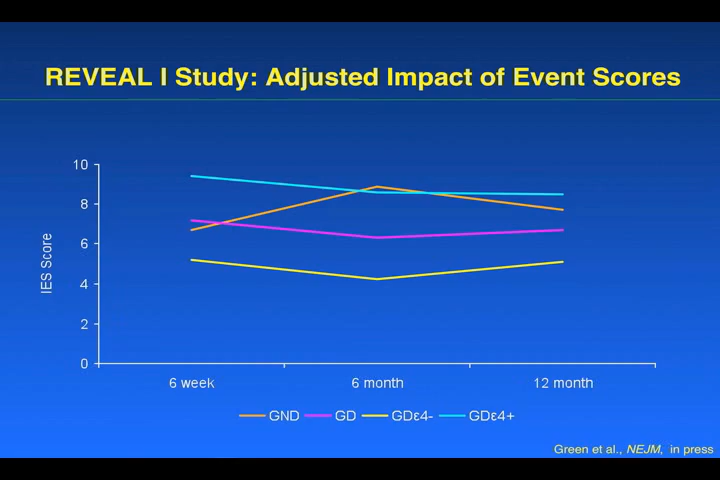 REVEAL I Study: Adjusted Impact of Event Scores
10
8
6
4
2
0
IES Score
6 week
6 month
12 month
GND
GD
GDε4-
GDε4+
Green et al., NEJM, in press